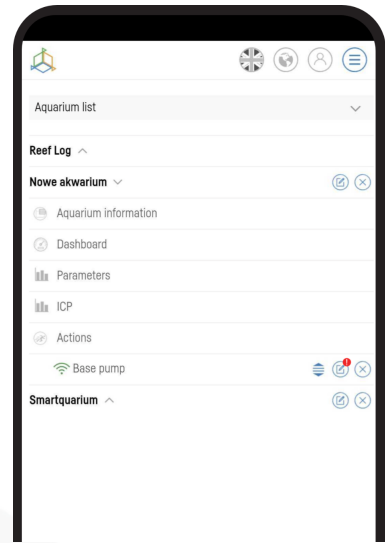 Aquarium list
Reef Log
Nowe akwarium
Aquarium information
Dashboard
Parameters
ICP
Actions
Base pump
!
Smartquarium